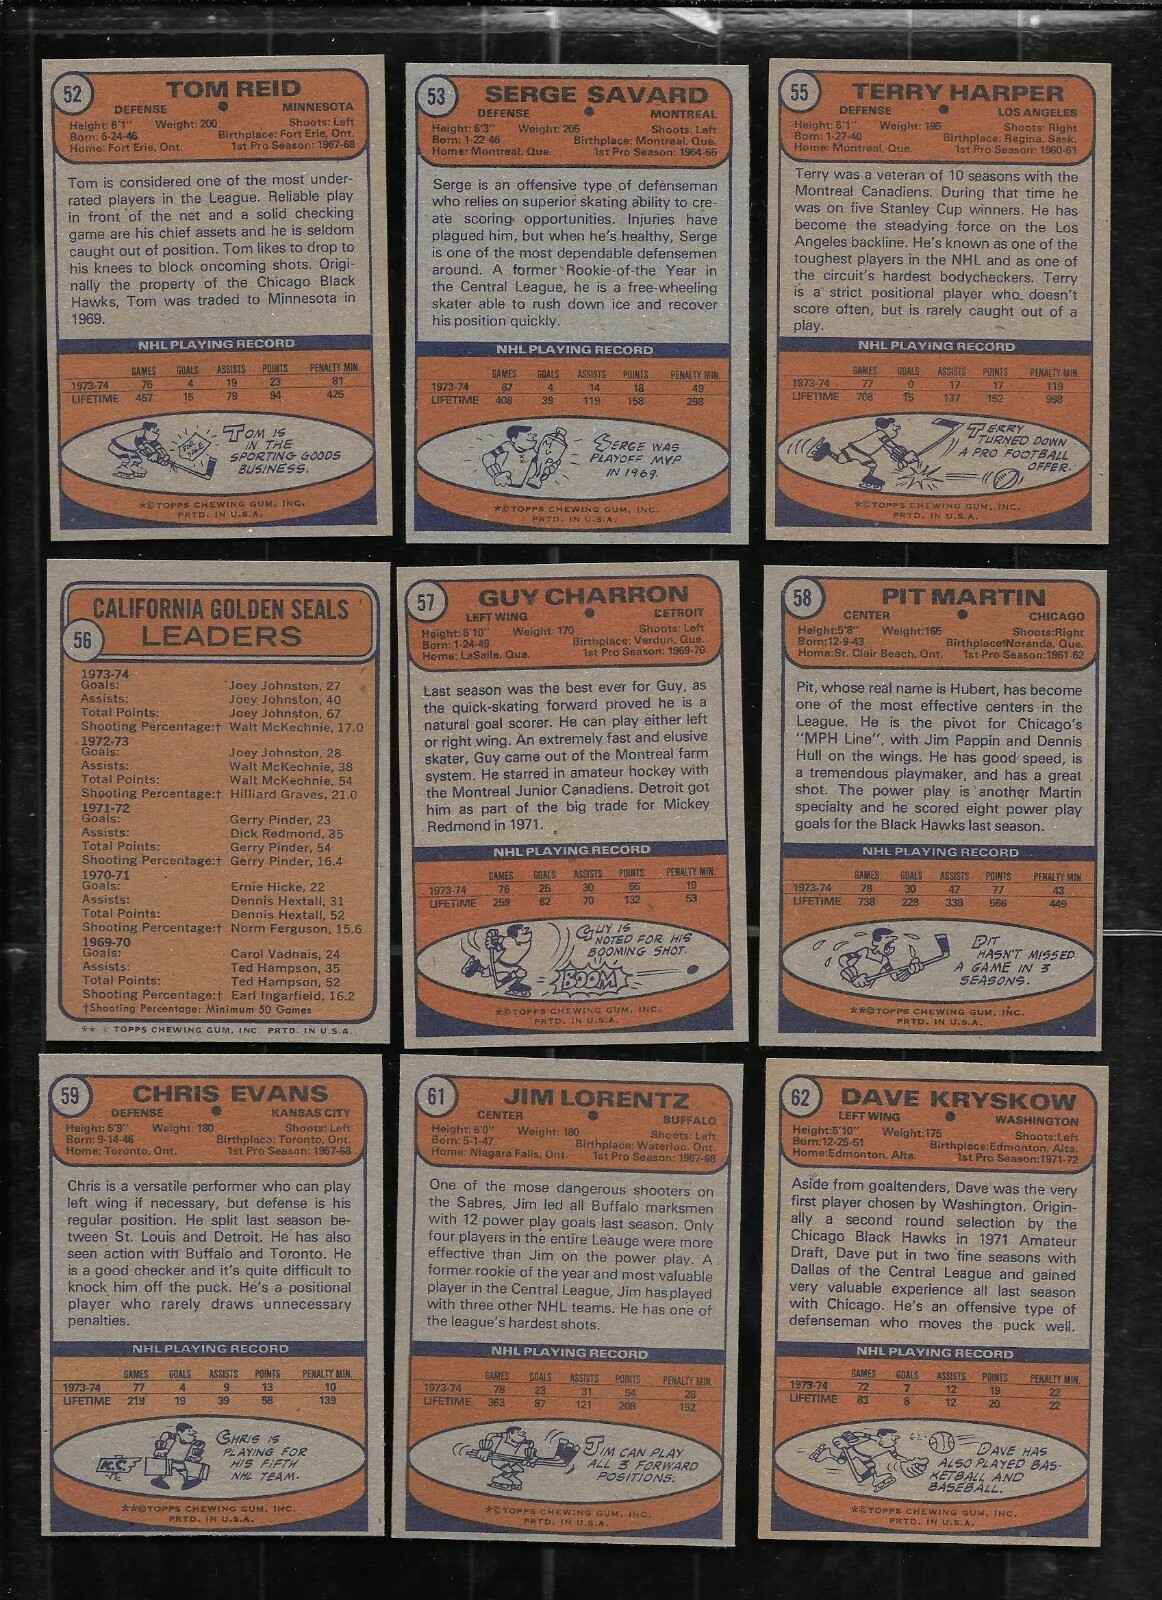 52
TOM REID
DEFENSE ● MINNESOTA
Height: 6'1" Weight: 200 Shoots: Left
Born: 6-24-46 Birthplace: Fort Erie, Ont.
Home: Fort Erie, Ont. 1st Pro Season: 1967-68
Tom is considered one of the most under-
rated players in the League. Reliable play
in front of the net and a solid checking
game are his chief assets and he is seldom
caught out of position. Tom likes to drop to
his knees to block oncoming shots. Origi-
nally the property of the Chicago Black
Hawks, Tom was traded to Minnesota in
1969.
NHL PLAYING RECORD
GAMES GOALS ASSISTS POINTS PENALTY MIN.
1973-74 76 4 19 23 81
LIFETIME 457 15 79 94 426
FOR SALE
TOM IS
IN THE
SPORTING GOODS
BUSINESS.
*©TOPPS CHEWING GUM, INC.
PRTD. IN U.S.A.
53
SERGE SAVARD
DEFENSE ● MONTREAL
Height: 6'3" Weight: 205 Shoots: Left
Born: 1-22-46 Birthplace: Montreal, Que.
Home: Montreal, Que. 1st Pro Season: 1964-65
Serge is an offensive type of defenseman
who relies on superior skating ability to cre-
ate scoring opportunities. Injuries have
plagued him, but when he's healthy, Serge
is one of the most dependable defensemen
around. A former Rookie-of-the Year in
the Central League, he is a free-wheeling
skater able to rush down ice and recover
his position quickly.
NHL PLAYING RECORD
GAMES GOALS ASSISTS POINTS PENALTY MIN.
1973-74 67 4 14 18 49
LIFETIME 408 39 119 158 298
SERGE WAS
PLAYOFF MVP
IN 1969.
*©TOPPS CHEWING GUM, INC.
PRTD. IN U.S.A.
55
TERRY HARPER
DEFENSE ● LOS ANGELES
Height: 6'1" Weight: 195 Shoots: Right
Born: 1-27-40 Birthplace: Regina, Sask.
Home: Montreal, Que. 1st Pro Season: 1960-61
Terry was a veteran of 10 seasons with the
Montreal Canadiens. During that time he
was on five Stanley Cup winners. He has
become the steadying force on the Los
Angeles backline. He's known as one of the
toughest players in the NHL and as one of
the circuit's hardest bodycheckers. Terry
is a strict positional player who doesn't
score often, but is rarely caught out of a
play.
NHL PLAYING RECORD
GAMES GOALS ASSISTS POINTS PENALTY MIN.
1973-74 77 0 17 17 119
LIFETIME 708 15 137 152 998
TERRY
TURNED DOWN
A PRO FOOTBALL
OFFER.
*©TOPPS CHEWING GUM, INC.
PRTD. IN U.S.A.
CALIFORNIA GOLDEN SEALS
56
LEADERS
1973-74
Goals: Joey Johnston, 27
Assists: Joey Johnston, 40
Total Points: Joey Johnston, 67
Shooting Percentage:† Walt McKechnie, 17.0
1972-73
Goals: Joey Johnston, 28
Assists: Walt McKechnie, 38
Total Points: Walt McKechnie, 54
Shooting Percentage:† Hilliard Graves, 21.0
1971-72
Goals: Gerry Pinder, 23
Assists: Dick Redmond, 35
Total Points: Gerry Pinder, 54
Shooting Percentage:† Gerry Pinder, 16.4
1970-71
Goals: Ernie Hicke, 22
Assists: Dennis Hextall, 31
Total Points: Dennis Hextall, 52
Shooting Percentage:† Norm Ferguson, 15.6
1969-70
Goals: Carol Vadnais, 24
Assists: Ted Hampson, 35
Total Points: Ted Hampson, 52
Shooting Percentage:† Earl Ingarfield, 16.2
†Shooting Percentage: Minimum 50 Games
** © TOPPS CHEWING GUM, INC. PRTD. IN U.S.A.
57
GUY CHARRON
LEFT WING ● DETROIT
Height: 5'10" Weight: 170 Shoots: Left
Born: 1-24-49 Birthplace: Verdun, Que.
Home: LaSalle, Que. 1st Pro Season: 1969-70
Last season was the best ever for Guy, as
the quick-skating forward proved he is a
natural goal scorer. He can play either left
or right wing. An extremely fast and elusive
skater, Guy came out of the Montreal farm
system. He starred in amateur hockey with
the Montreal Junior Canadiens. Detroit got
him as part of the big trade for Mickey
Redmond in 1971.
NHL PLAYING RECORD
GAMES GOALS ASSISTS POINTS PENALTY MIN.
1973-74 76 25 30 55 10
LIFETIME 259 62 70 132 53
GUY IS
NOTED FOR HIS
BOOMING SHOT.
BOOM
*©TOPPS CHEWING GUM, INC.
PRTD. IN U.S.A.
58
PIT MARTIN
CENTER ● CHICAGO
Height:5'8" Weight:165 Shoots:Right
Born:12-9-43 Birthplace:Noranda, Que.
Home:St. Clair Beach, Ont. 1st Pro Season:1961-62
Pit, whose real name is Hubert, has become
one of the most effective centers in the
League. He is the pivot for Chicago's
"MPH Line", with Jim Pappin and Dennis
Hull on the wings. He has good speed, is
a tremendous playmaker, and has a great
shot. The power play is another Martin
specialty and he scored eight power play
goals for the Black Hawks last season.
NHL PLAYING RECORD
GAMES GOALS ASSISTS POINTS PENALTY MIN.
1973-74 78 30 47 77 43
LIFETIME 738 228 338 566 449
PIT
HASN'T MISSED
A GAME IN 3
SEASONS.
**©TOPPS CHEWING GUM, INC.
PRTD. IN U.S.A.
59
CHRIS EVANS
DEFENSE ● KANSAS CITY
Height: 5'9" Weight: 180 Shoots: Left
Born: 9-14-46 Birthplace: Toronto, Ont.
Home: Toronto, Ont. 1st Pro Season: 1967-68
Chris is a versatile performer who can play
left wing if necessary, but defense is his
regular position. He split last season be-
tween St. Louis and Detroit. He has also
seen action with Buffalo and Toronto. He
is a good checker and it's quite difficult to
knock him off the puck. He's a positional
player who rarely draws unnecessary
penalties.
NHL PLAYING RECORD
GAMES GOALS ASSISTS POINTS PENALTY MIN.
1973-74 77 4 9 13 10
LIFETIME 219 19 39 58 139
K.C.
CHRIS IS
PLAYING FOR
HIS FIFTH
NHL TEAM.
**©TOPPS CHEWING GUM, INC.
PRTD. IN U.S.A.
61
JIM LORENTZ
CENTER ● BUFFALO
Height: 6'0" Weight: 180 Shoots: Left
Born: 5-1-47 Birthplace: Waterloo, Ont.
Home: Niagara Falls, Ont. 1st Pro Season: 1967-68
One of the mose dangerous shooters on
the Sabres, Jim led all Buffalo marksmen
with 12 power play goals last season. Only
four players in the entire Leauge were more
effective than Jim on the power play. A
former rookie of the year and most valuable
player in the Central League, Jim has played
with three other NHL teams. He has one of
the league's hardest shots.
NHL PLAYING RECORD
GAMES GOALS ASSISTS POINTS PENALTY MIN.
1973-74 78 23 31 54 28
LIFETIME 363 87 121 208 152
JIM CAN PLAY
ALL 3 FORWARD
POSITIONS.
*©TOPPS CHEWING GUM, INC.
PRTD. IN U.S.A.
62
DAVE KRYSKOW
LEFT WING ● WASHINGTON
Height:5'10" Weight:175 Shoots:Left
Born:12-25-51 Birthplace:Edmonton, Alta.
Home:Edmonton, Alta. 1st Pro Season:1971-72
Aside from goaltenders, Dave was the very
first player chosen by Washington. Origin-
ally a second round selection by the
Chicago Black Hawks in 1971 Amateur
Draft, Dave put in two fine seasons with
Dallas of the Central League and gained
very valuable experience all last season
with Chicago. He's an offensive type of
defenseman who moves the puck well.
NHL PLAYING RECORD
GAMES GOALS ASSISTS POINTS PENALTY MIN.
1973-74 72 7 12 19 22
LIFETIME 83 8 12 20 22
DAVE HAS
ALSO PLAYED BAS-
KETBALL AND
BASEBALL.
*©TOPPS CHEWING GUM, INC.
PRTD. IN U.S.A.